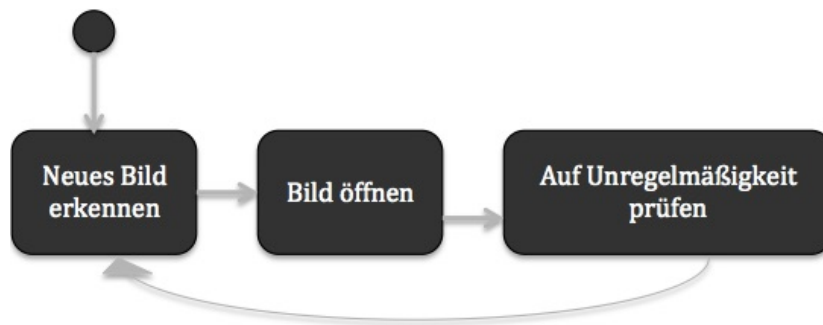 Neues Bild
erkennen
Bild öffnen
Auf Unregelmäßigkeit
prüfen